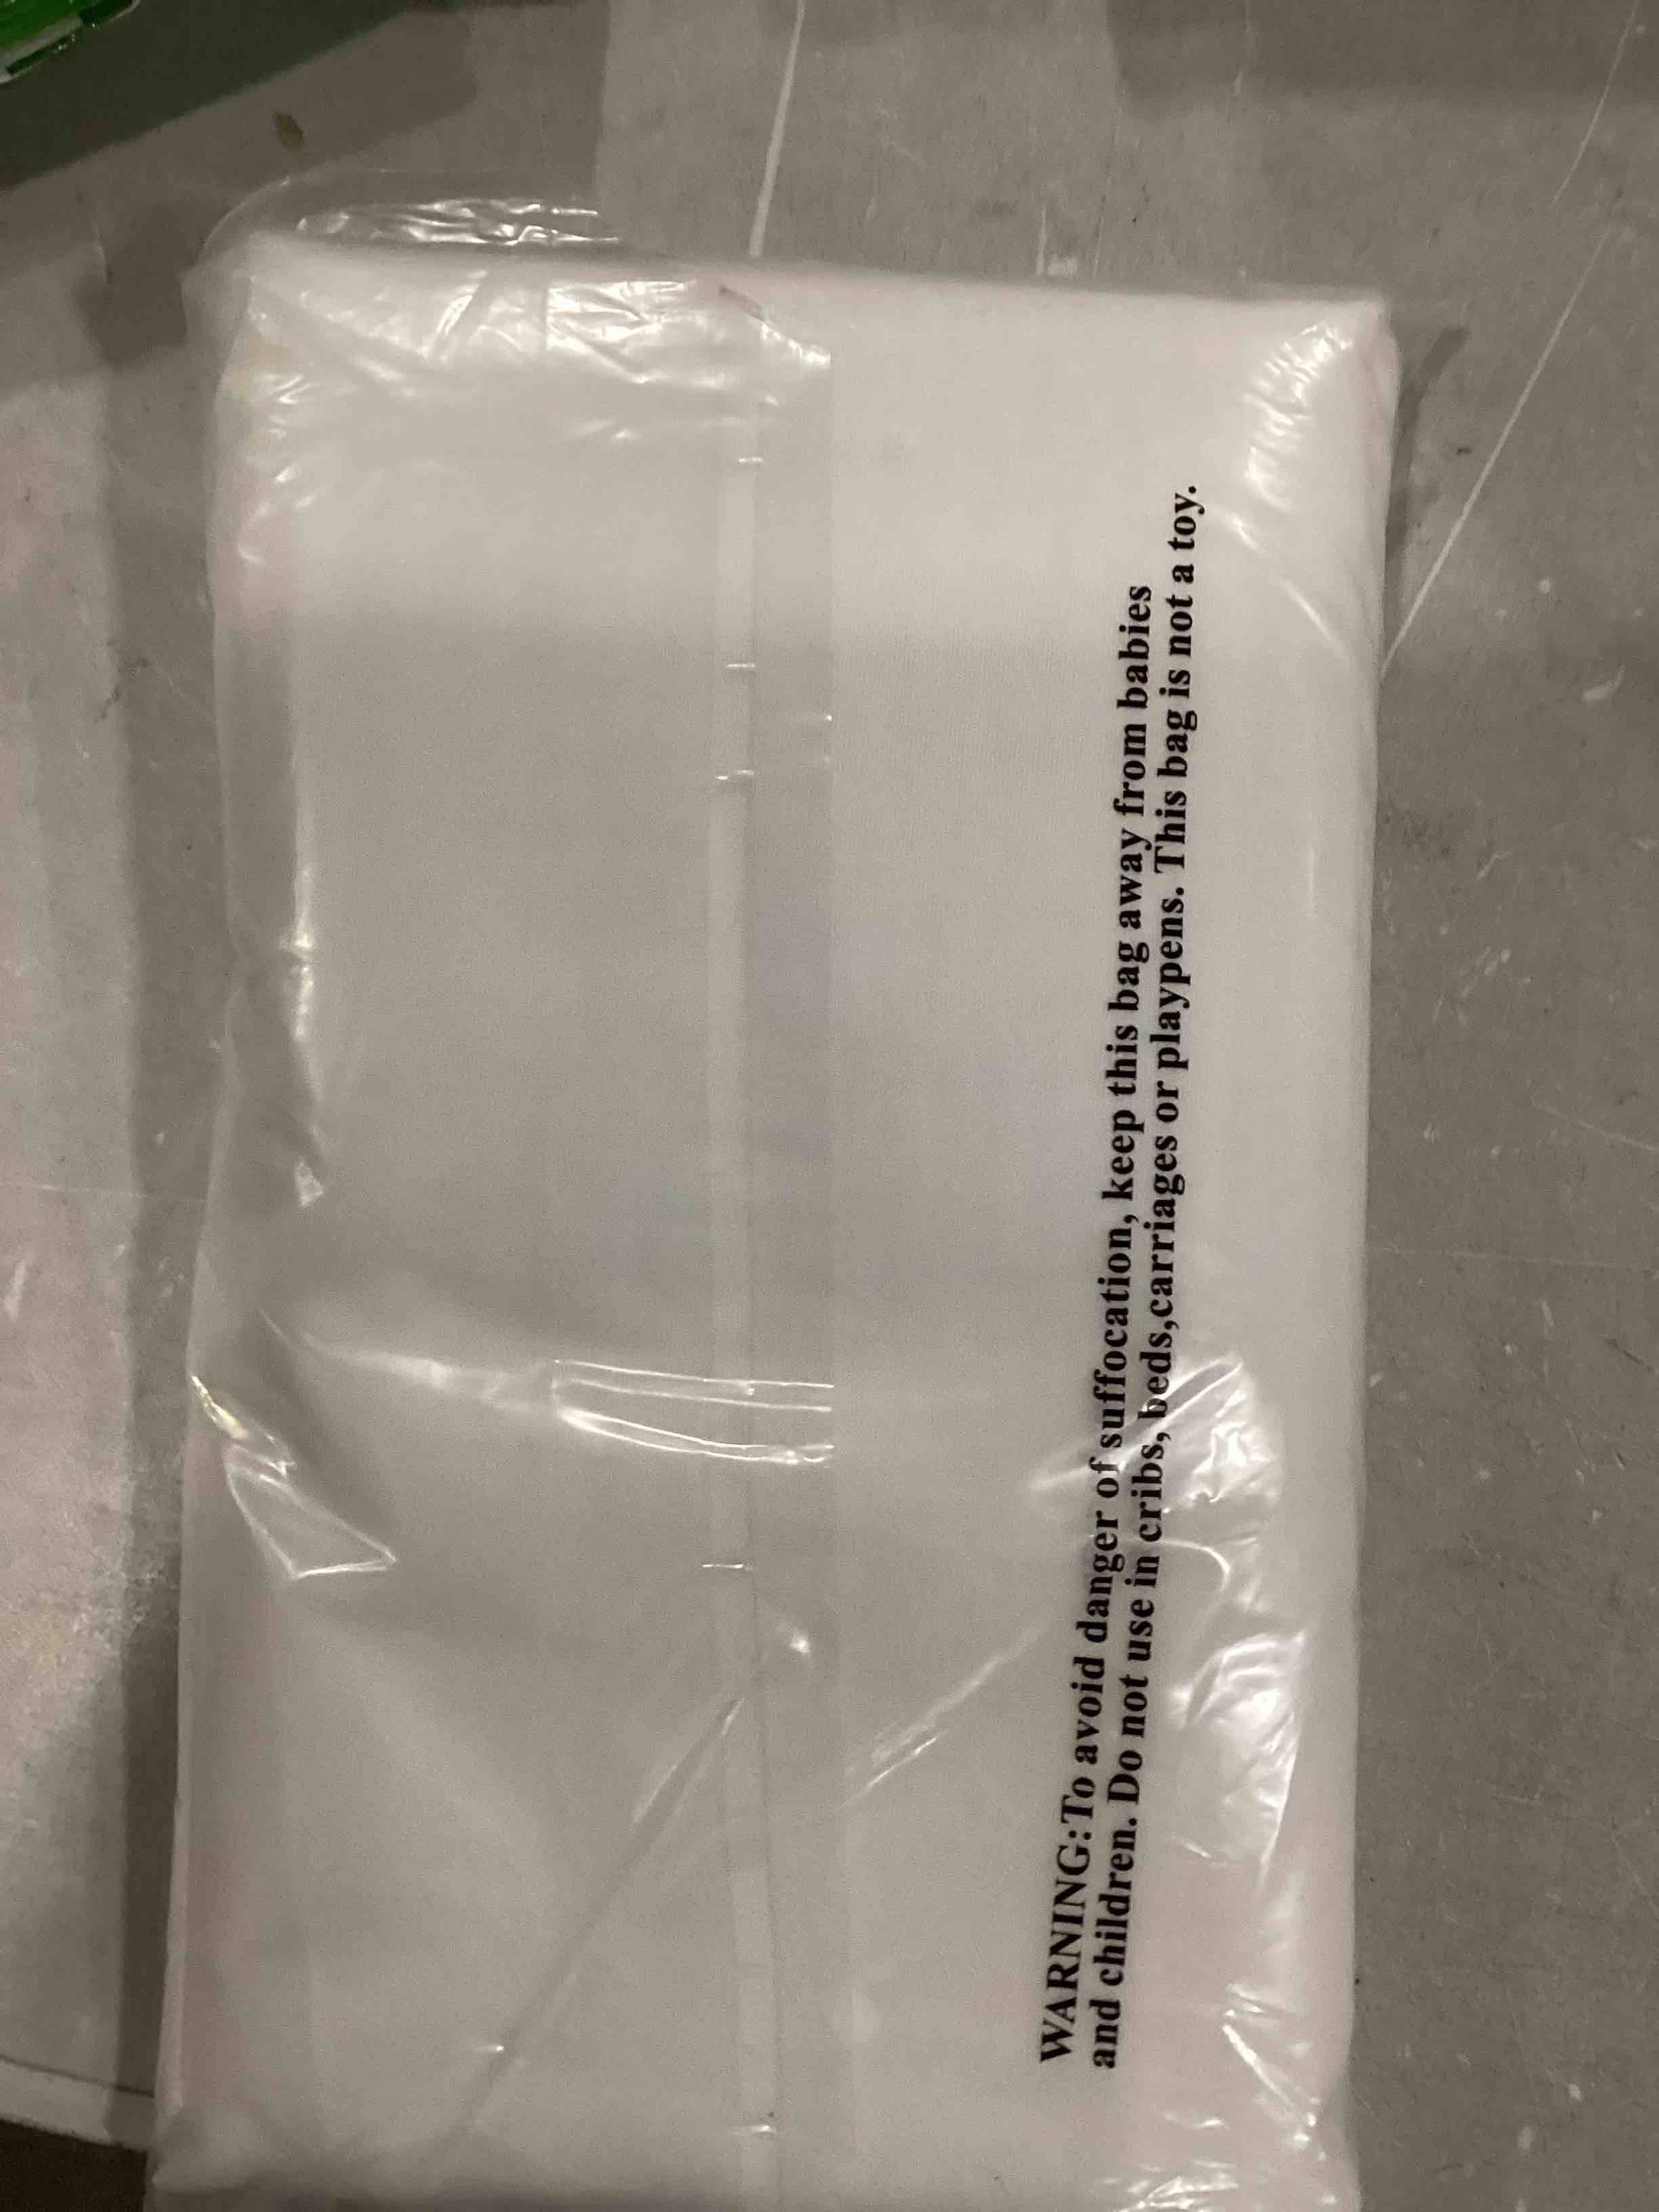 WARNING:To avoid danger of suffocation, keep this bag away from babies
and children. Do not use in cribs, beds,carriages or playpens. This bag is not a toy.